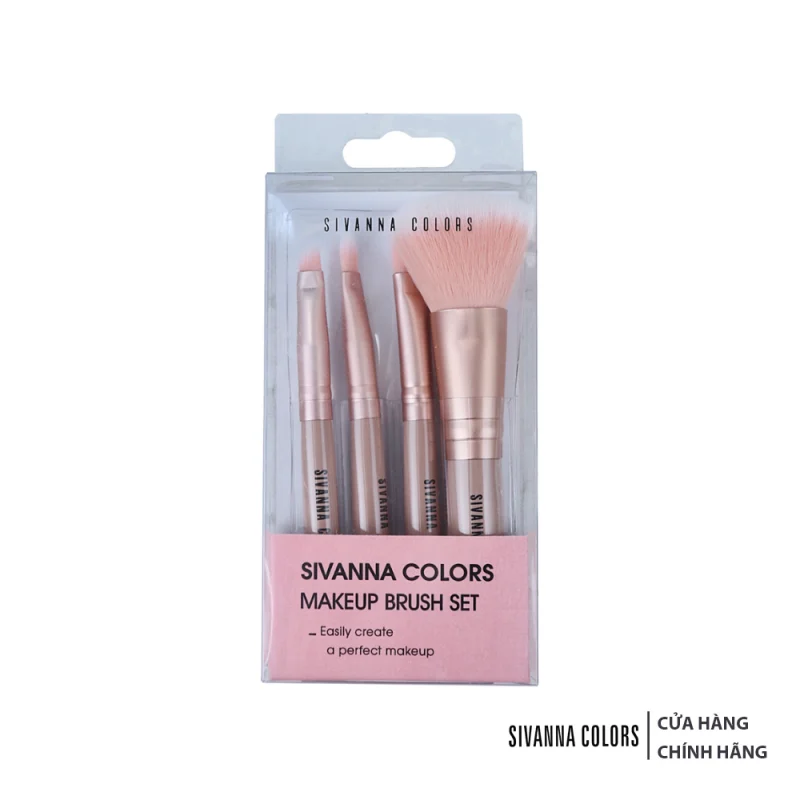 SIVANNA COLORS
SIVANNA C
SIVANNA
SIVANNA
SIVANNA
SIVANNA COLORS
MAKEUP BRUSH SET
– Easily create
a perfect makeup
SIVANNA COLORS
CỬA HÀNG
CHÍNH HÃNG